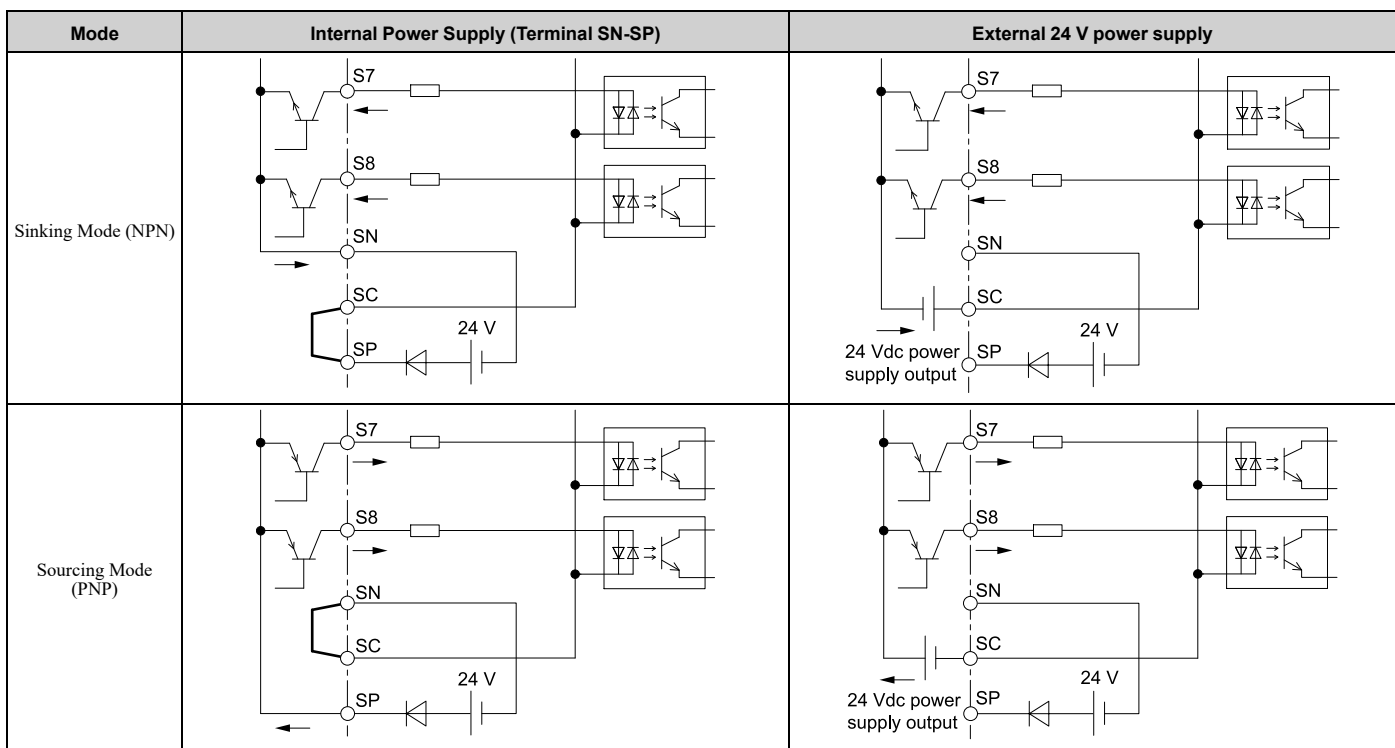 Mode
Internal Power Supply (Terminal SN-SP)
External 24 V power supply
Sinking Mode (NPN)
S7
S8
SN
SC
24 V
SP
S7
S8
SN
SC
24 V
24 Vdc power
supply output
SP
Sourcing Mode
(PNP)
S7
S8
SN
SC
24 V
SP
S7
S8
SN
SC
24 V
24 Vdc power
supply output
SP